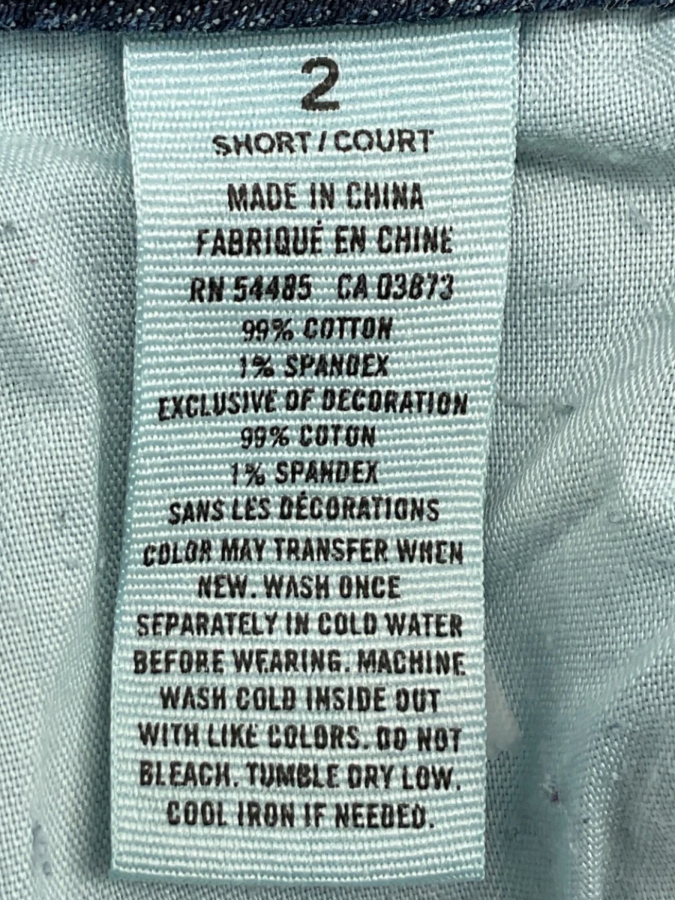 2
SHORT / COURT
MADE IN CHINA
FABRIQUÉ EN CHINE
RN 54485 CA 03873
99% COTTON
1% SPANDEX
EXCLUSIVE OF DECORATION
99% COTON
1% SPANDEX
SANS LES DÉCORATIONS
COLOR MAY TRANSFER WHEN
NEW. WASH ONCE
SEPARATELY IN COLD WATER
BEFORE WEARING. MACHINE
WASH COLD INSIDE OUT
WITH LIKE COLORS. DO NOT
BLEACH. TUMBLE DRY LOW.
COOL IRON IF NEEDED.